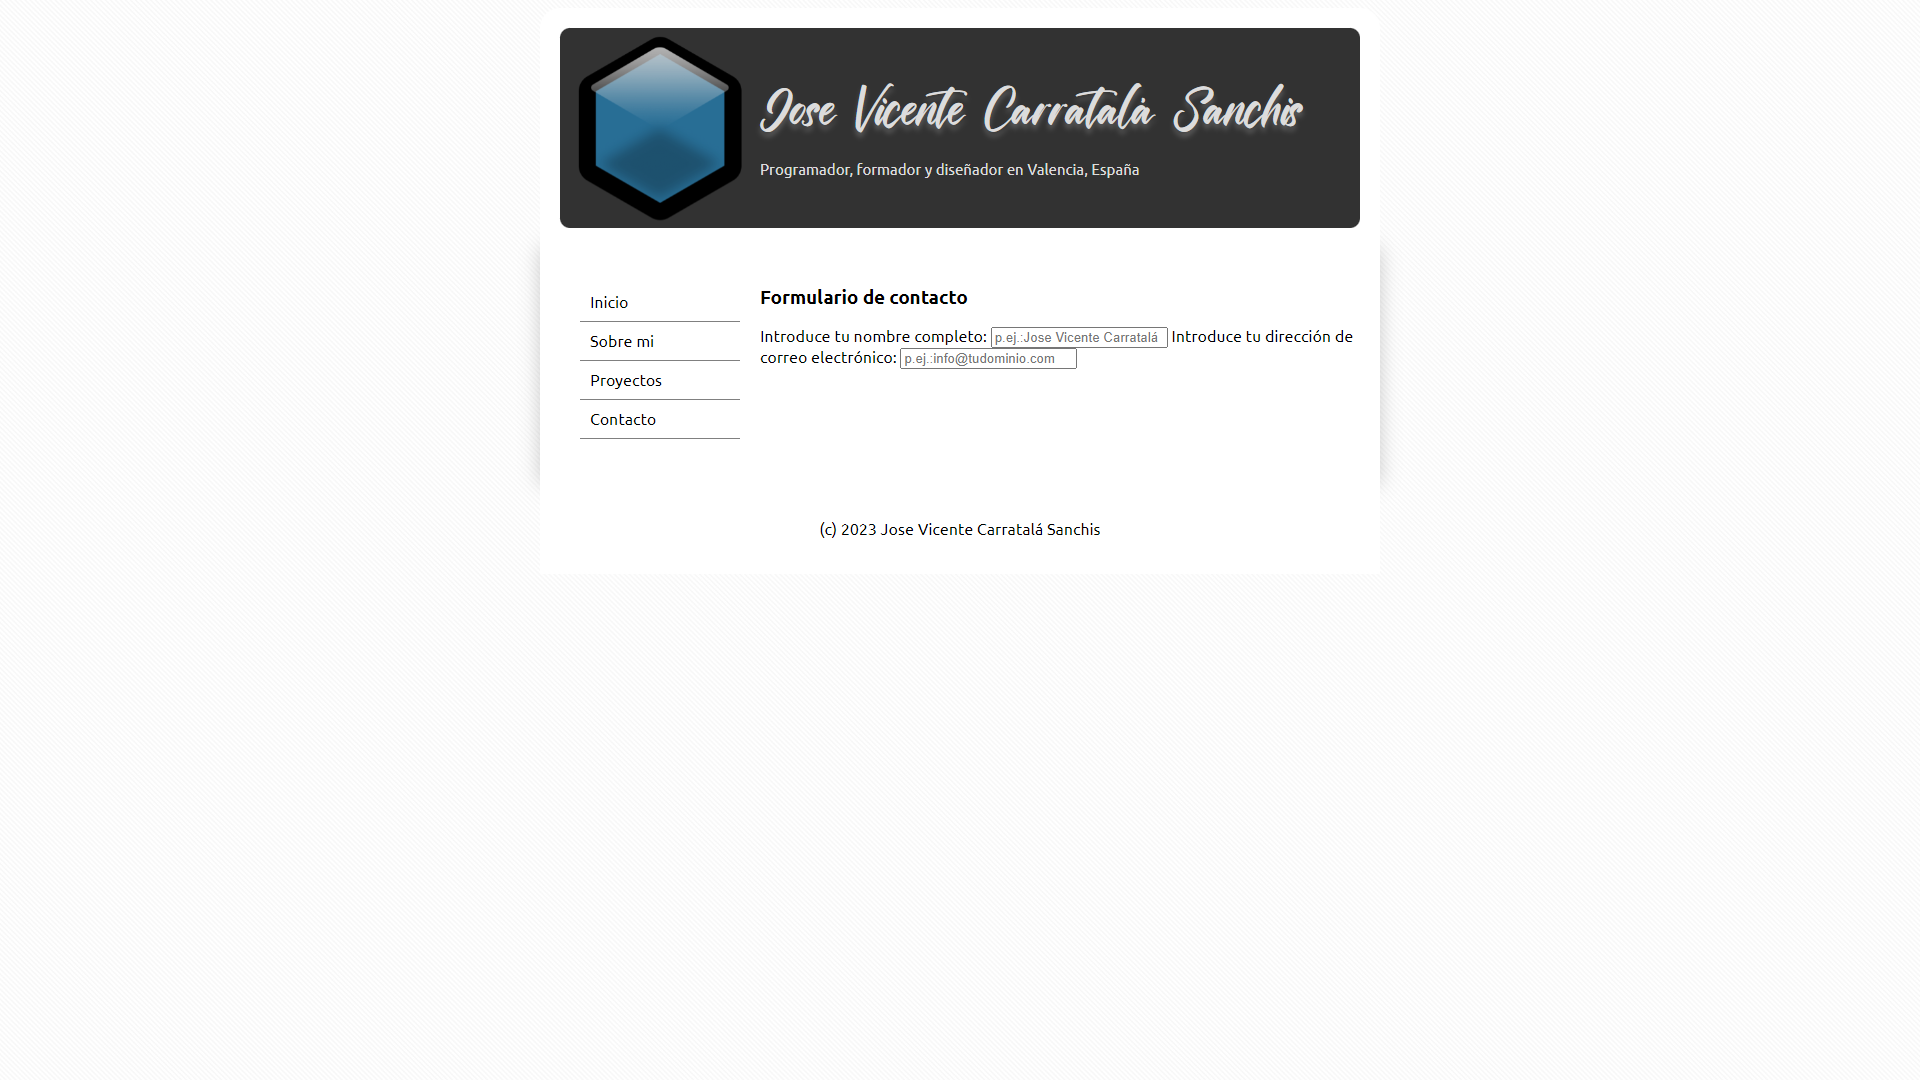 Jose Vicente Carratalá Sanchis
Programador, formador y diseñador en Valencia, España
Inicio
Sobre mi
Proyectos
Contacto
Formulario de contacto
Introduce tu nombre completo: p.ej.:Jose Vicente Carratalá Introduce tu dirección de
correo electrónico: p.ej.:info@tudominio.com
(c) 2023 Jose Vicente Carratalá Sanchis